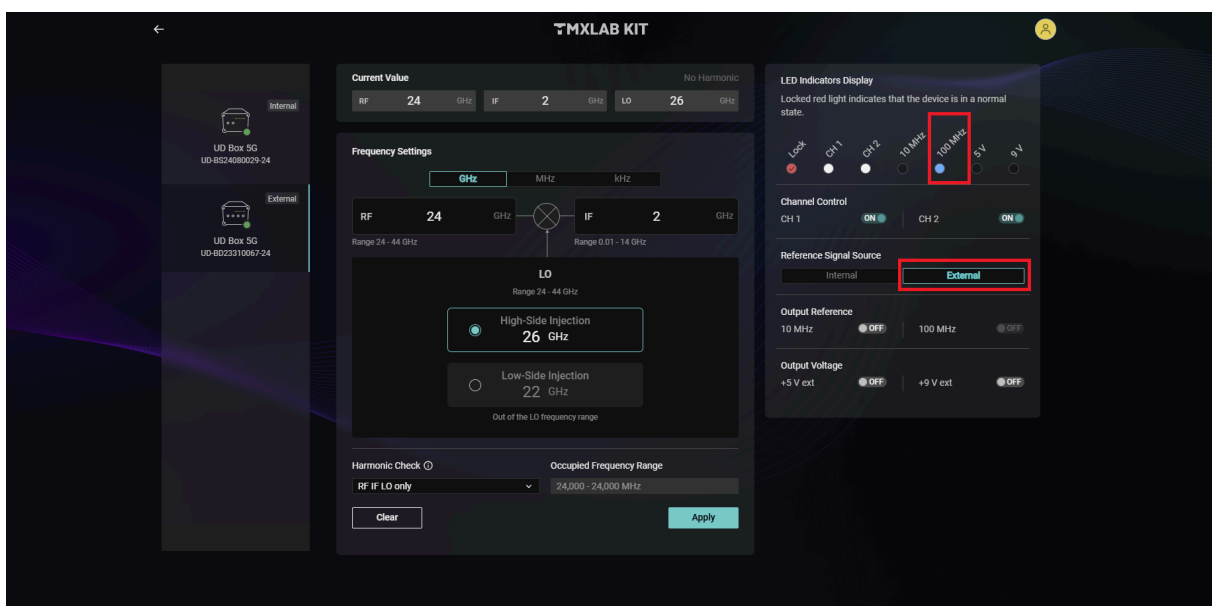 TMXLAB KIT
Internal
UD Box 5G
UD-BS24080029-24
External
UD Box 5G
UD-BD23310067-24
Current Value
No Harmonic
RF 24 GHz IF 2 GHz LO 26 GHz
Frequency Settings
GHz MHz kHz
RF 24 GHz IF 2 GHz
Range 24 - 44 GHz Range 0.01 - 14 GHz
LO
Range 24 - 44 GHz
High-Side Injection
26 GHz
Low-Side Injection
22 GHz
Out of the LO frequency range
Harmonic Check Occupied Frequency Range
RF IF LO only 24,000 - 24,000 MHz
Clear Apply
LED Indicators Display
Locked red light indicates that the device is in a normal
state.
Lock CH 1 CH 2 10 MHz 100 MHz 5 V 9 V
Channel Control
CH 1 ON CH 2 ON
Reference Signal Source
Internal External
Output Reference
10 MHz OFF 100 MHz OFF
Output Voltage
+5 V ext OFF +9 V ext OFF